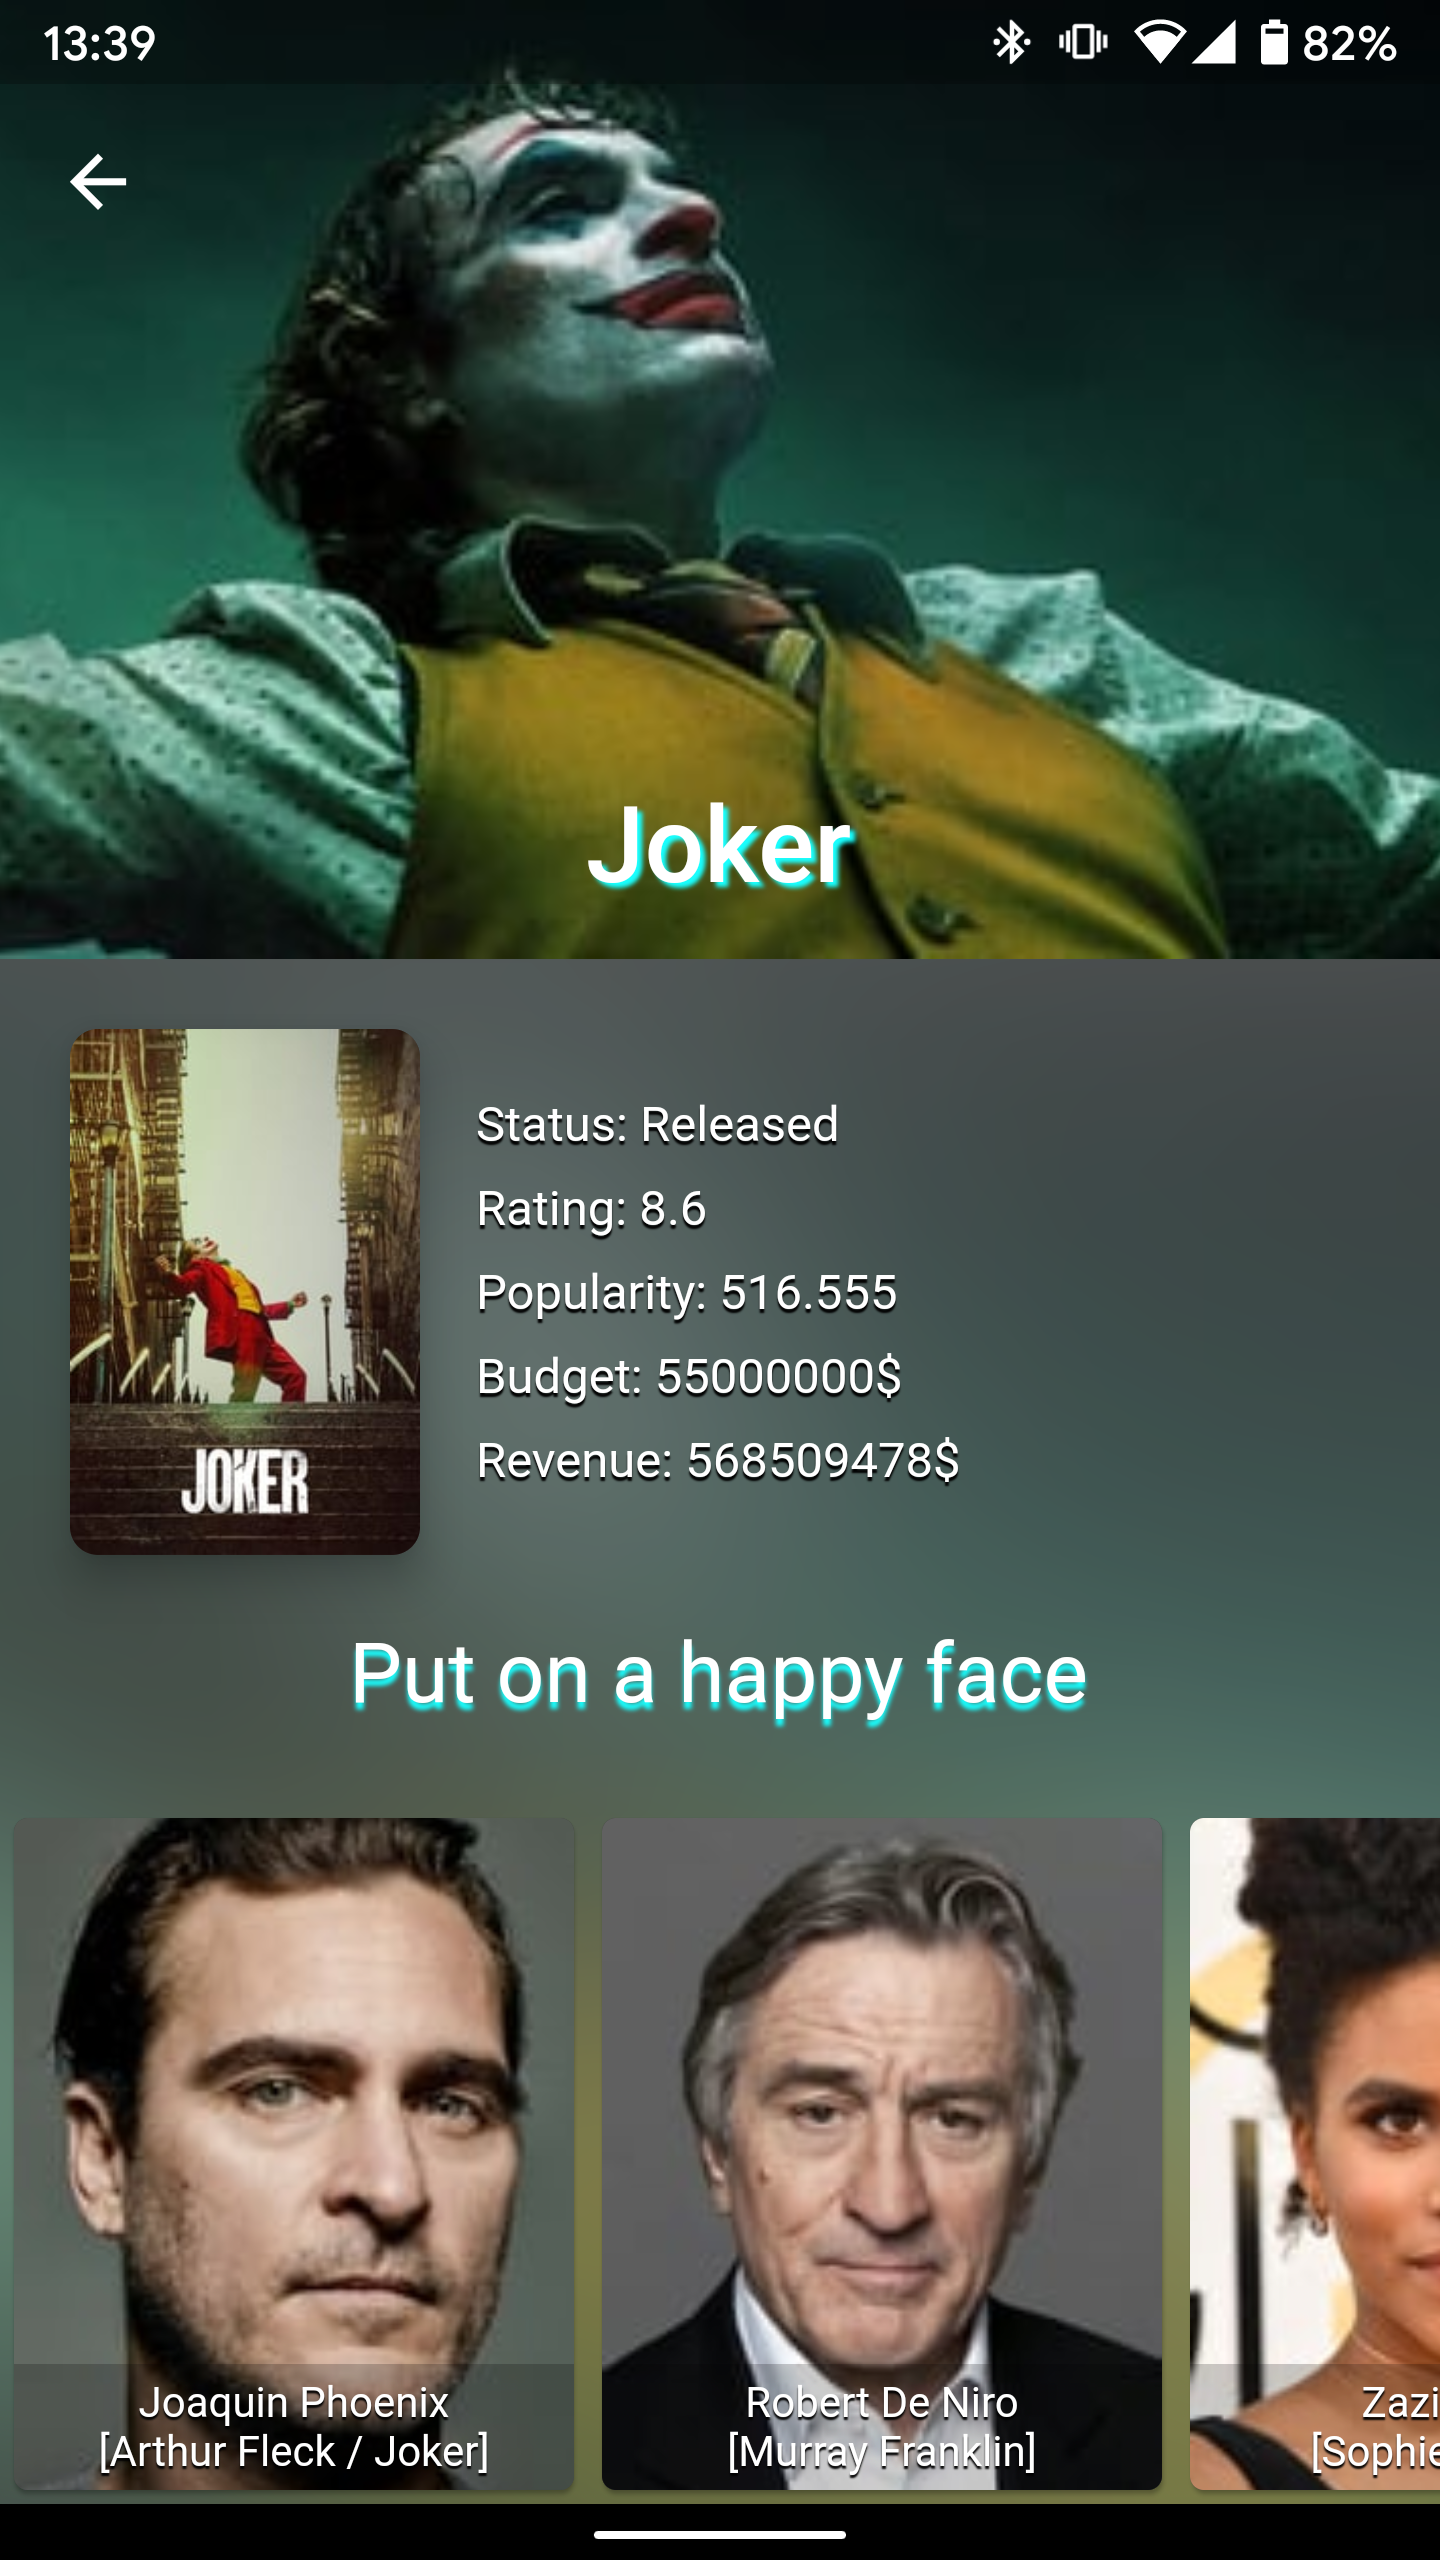 13:39
82%
Joker
Status: Released
Rating: 8.6
Popularity: 516.555
Budget: 55000000$
Revenue: 568509478$
JOKER
Put on a happy face
Joaquin Phoenix
[Arthur Fleck / Joker]
Robert De Niro
[Murray Franklin]
Zazi
[Sophie